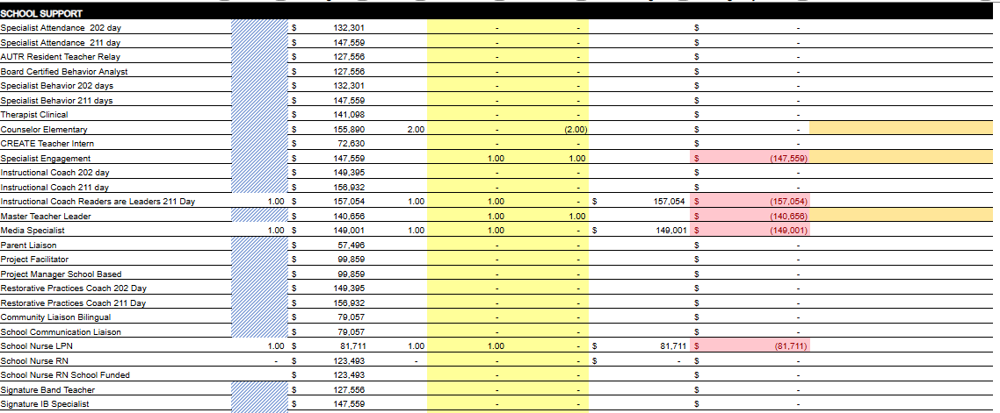 SCHOOL SUPPORT
Specialist Attendance 202 day $ 132,301 - - $ -
Specialist Attendance 211 day $ 147,559 - - $ -
AUTR Resident Teacher Relay $ 127,556 - - $ -
Board Certified Behavior Analyst $ 127,556 - - $ -
Specialist Behavior 202 days $ 132,301 - - $ -
Specialist Behavior 211 days $ 147,559 - - $ -
Therapist Clinical $ 141,098 - - $ -
Counselor Elementary $ 155,890 2.00 - (2.00) $ -
CREATE Teacher Intern $ 72,630 - - $ -
Specialist Engagement $ 147,559 1.00 1.00 $ (147,559)
Instructional Coach 202 day $ 149,395 - - $ -
Instructional Coach 211 day $ 156,932 - - $ -
Instructional Coach Readers are Leaders 211 Day 1.00 $ 157,054 1.00 1.00 - $ 157,054 $ (157,054)
Master Teacher Leader $ 140,656 1.00 1.00 $ (140,656)
Media Specialist 1.00 $ 149,001 1.00 1.00 - $ 149,001 $ (149,001)
Parent Liaison $ 57,496 - - $ -
Project Facilitator $ 99,859 - - $ -
Project Manager School Based $ 99,859 - - $ -
Restorative Practices Coach 202 Day $ 149,395 - - $ -
Restorative Practices Coach 211 Day $ 156,932 - - $ -
Community Liaison Bilingual $ 79,057 - - $ -
School Communication Liaison $ 79,057 - - $ -
School Nurse LPN 1.00 $ 81,711 1.00 1.00 - $ 81,711 $ (81,711)
School Nurse RN - $ 123,493 - - - $ - $ -
School Nurse RN School Funded $ 123,493 - - $ -
Signature Band Teacher $ 127,556 - - $ -
Signature IB Specialist $ 147,559 - - $ -